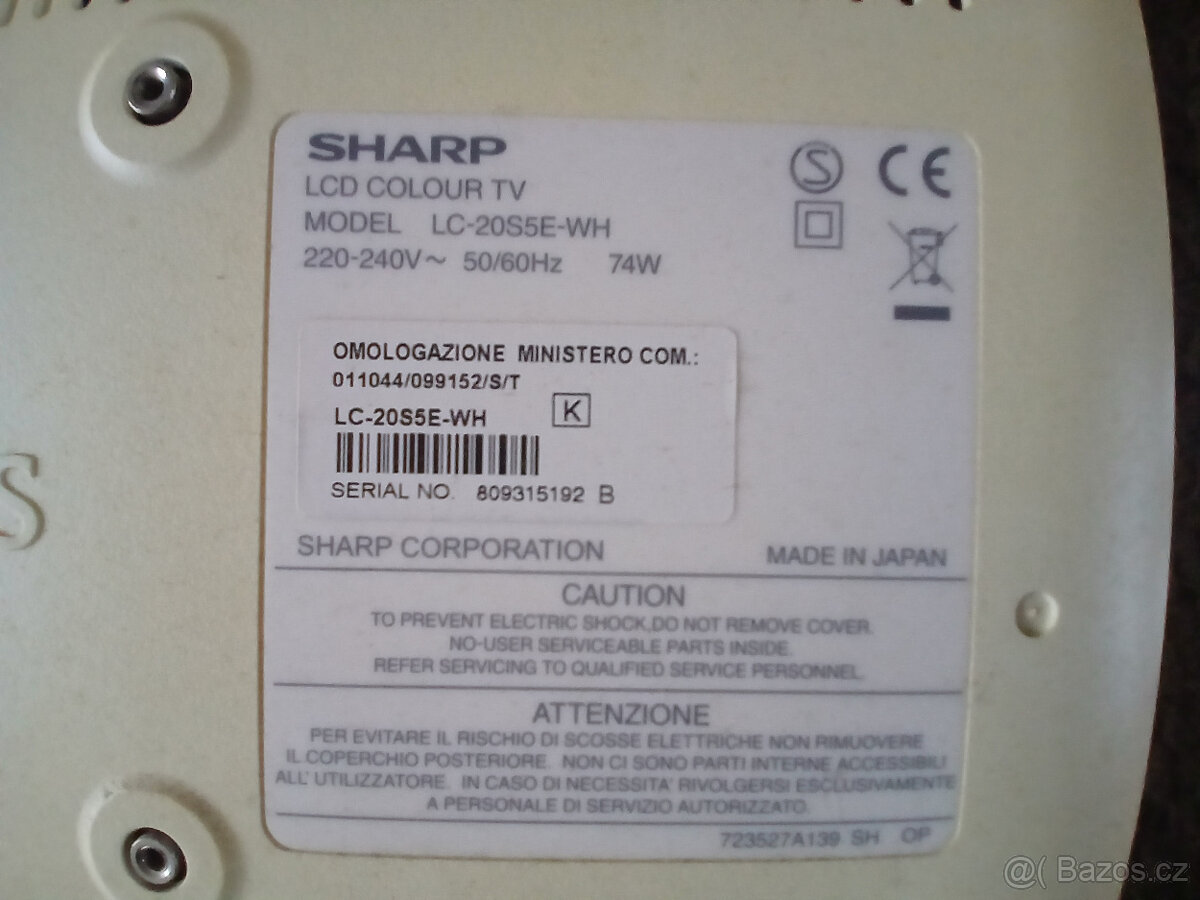 SHARP
LCD COLOUR TV
MODEL LC-20S5E-WH
220-240V~ 50/60Hz 74W
S
CE
OMOLOGAZIONE MINISTERO COM.:
011044/099152/S/T
LC-20S5E-WH K
SERIAL NO. 809315192 B
S
SHARP CORPORATION MADE IN JAPAN
CAUTION
TO PREVENT ELECTRIC SHOCK,DO NOT REMOVE COVER.
NO-USER SERVICEABLE PARTS INSIDE.
REFER SERVICING TO QUALIFIED SERVICE PERSONNEL.
ATTENZIONE
PER EVITARE IL RISCHIO DI SCOSSE ELETTRICHE NON RIMUOVERE
IL COPERCHIO POSTERIORE. NON CI SONO PARTI INTERNE ACCESSIBILI
ALL' UTILIZZATORE. IN CASO DI NECESSITA' RIVOLGERSI ESCLUSIVAMENTE
A PERSONALE DI SERVIZIO AUTORIZZATO.
723527A139 SH OP
@( Bazos.cz